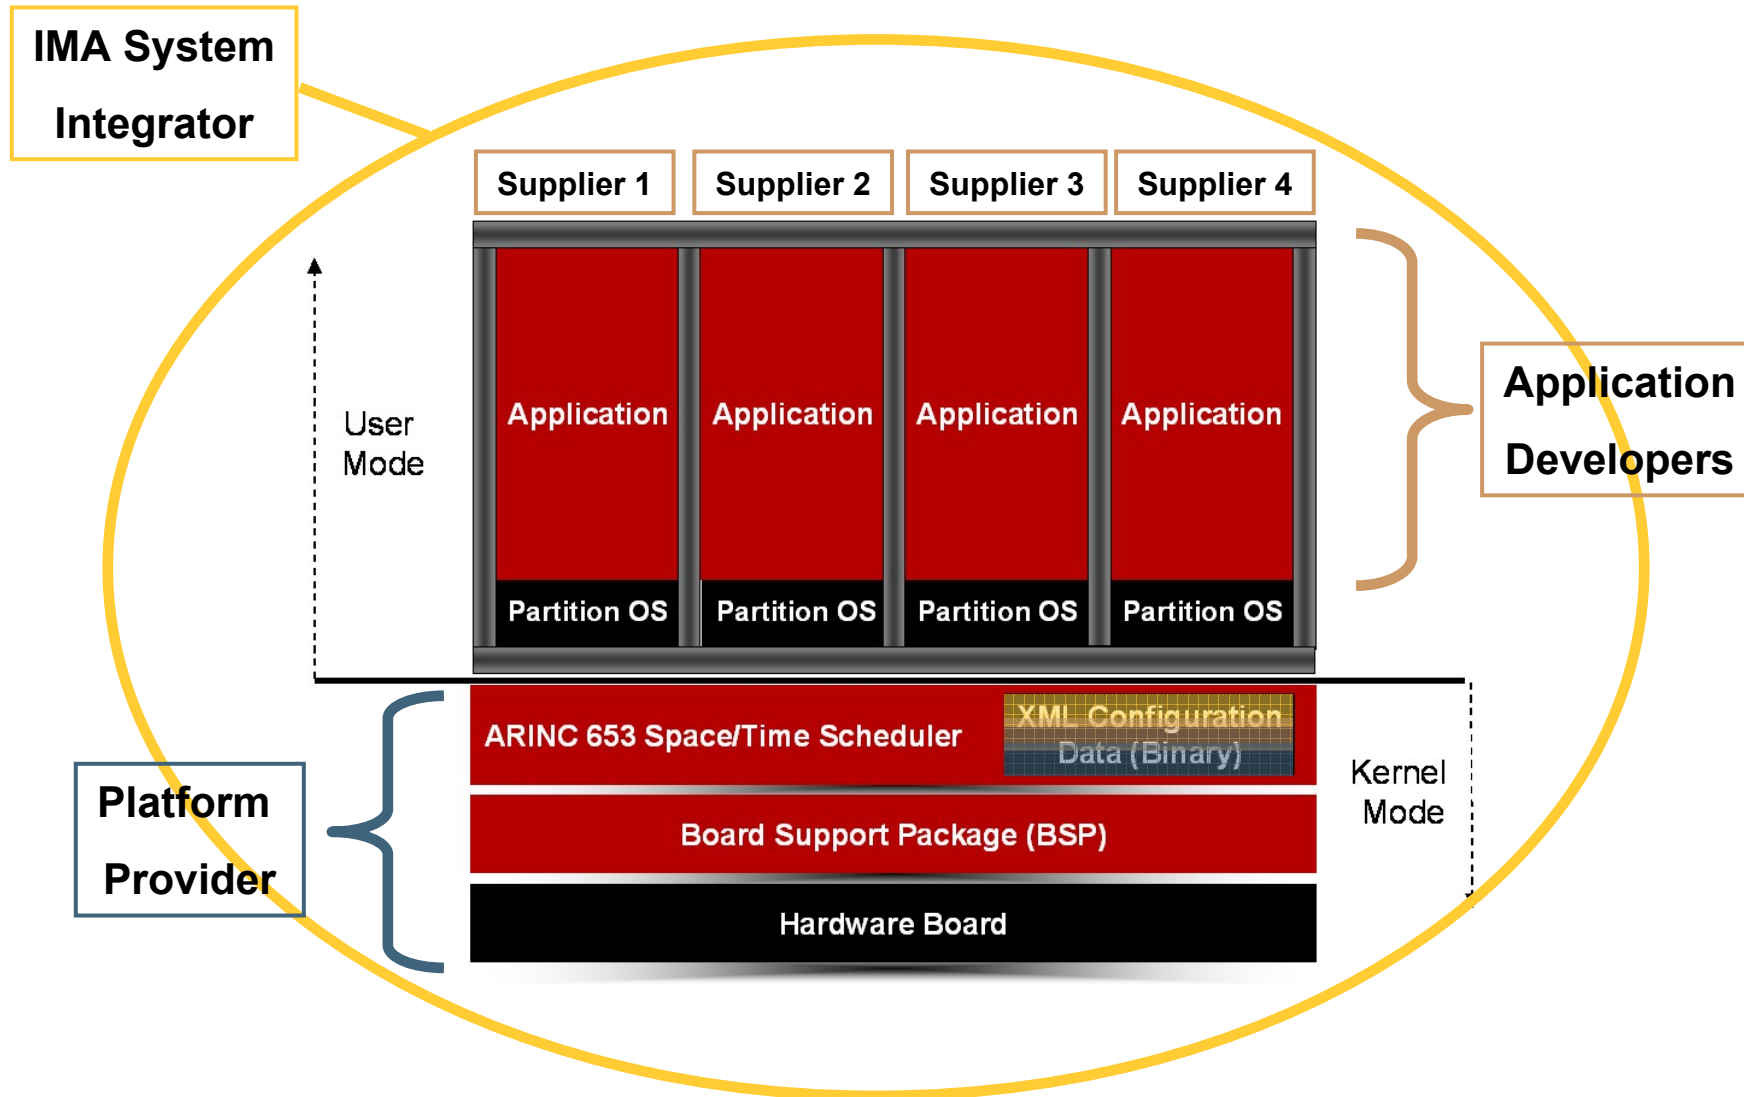 IMA System
Integrator
Supplier 1
Supplier 2
Supplier 3
Supplier 4
User
Mode
Application
Application
Application
Application
Application
Developers
Partition OS
Partition OS
Partition OS
Partition OS
ARINC 653 Space/Time Scheduler
XML Configuration
Data (Binary)
Platform
Provider
Kernel
Mode
Board Support Package (BSP)
Hardware Board